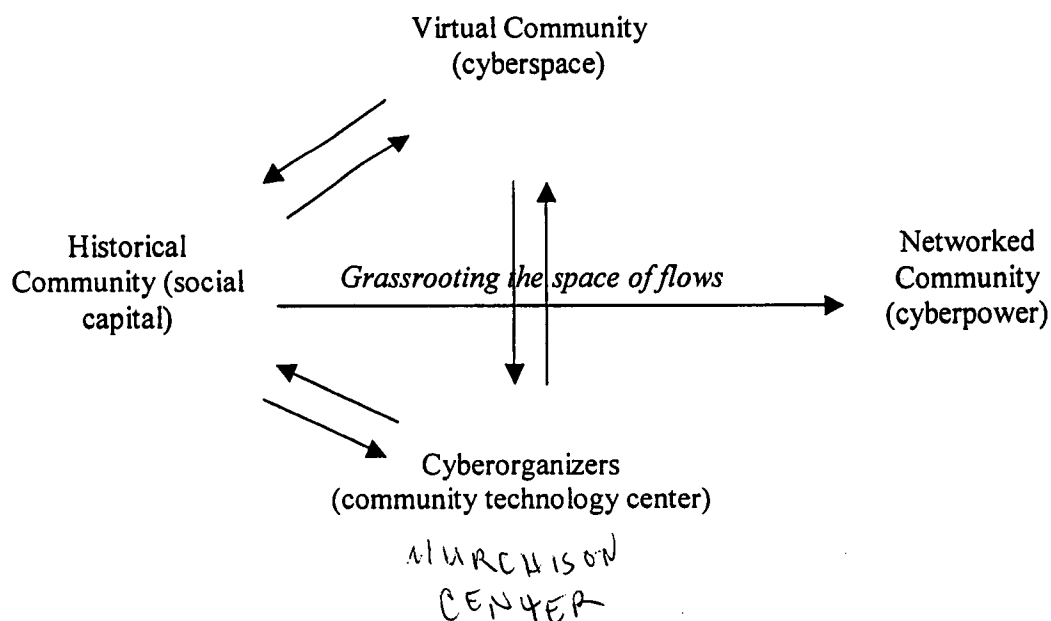 Virtual Community
(cyberspace)
Historical
Community (social
capital)
Grassrooting the space of flows
Networked
Community
(cyberpower)
Cyberorganizers
(community technology center)
MURCHISON
CENTER